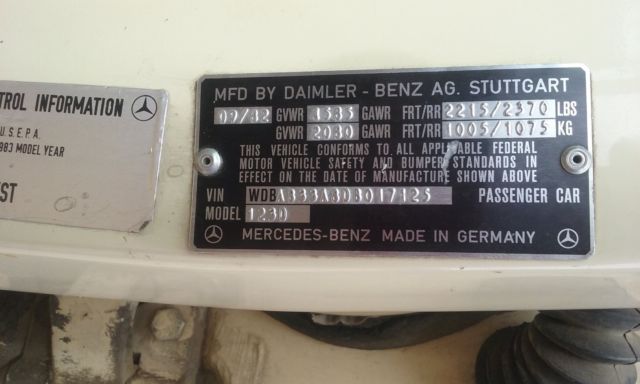 TROL INFORMATION
U.S.E.P.A.
983 MODEL YEAR
ST
MFD BY DAIMLER - BENZ AG. STUTTGART
09/82 GVWR GAWR FRT/RR 2215/2370 LBS
GVWR 2030 GAWR FRT/RR 1005/1075 KG
THIS VEHICLE CONFORMS TO ALL APPLICABLE FEDERAL
MOTOR VEHICLE SAFETY AND BUMPER STANDARDS IN
EFFECT ON THE DATE OF MANUFACTURE SHOWN ABOVE
VIN PASSENGER CAR
MODEL 123D
MERCEDES-BENZ MADE IN GERMANY